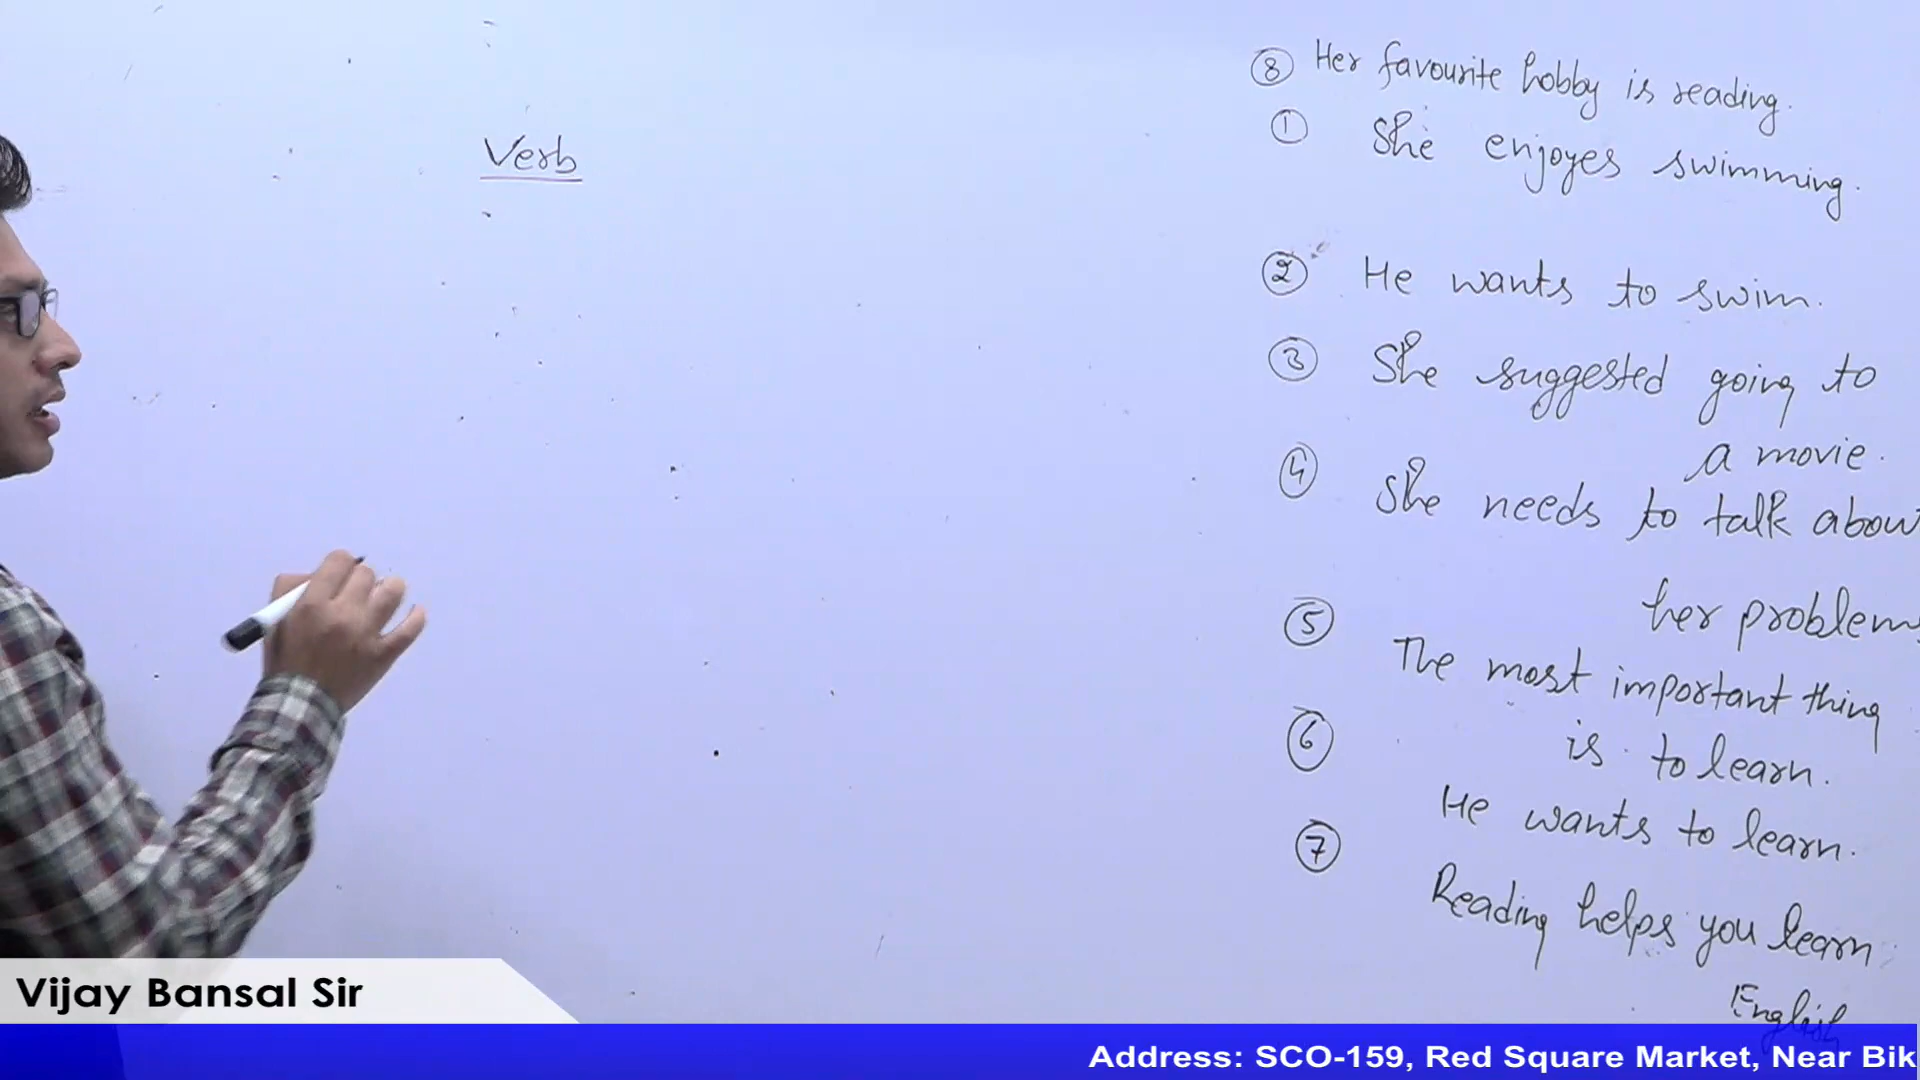 Verb
⑧ Her favourite hobby is reading.
① She enjoyes swimming.
② He wants to swim.
③ She suggested going to
a movie.
④ She needs to talk about
her problems
⑤ The most important thing
is to learn.
⑥ He wants to learn.
⑦ Reading helps you learn
English
Vijay Bansal Sir
Address: SCO-159, Red Square Market, Near Bik